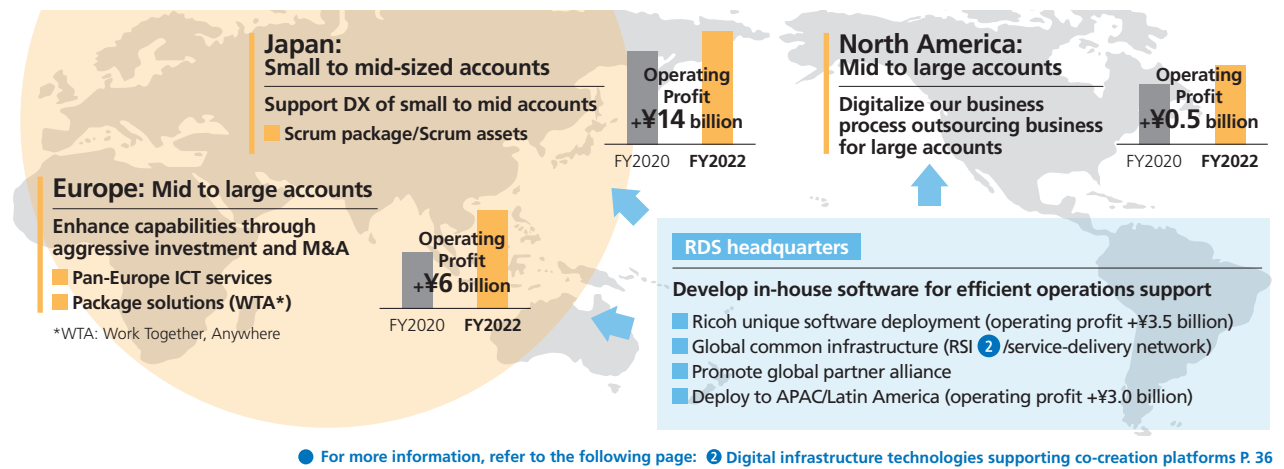 Japan:
Small to mid-sized accounts
Support DX of small to mid accounts
Scrum package/Scrum assets
Operating
Profit
+¥14 billion
FY2020 FY2022
North America:
Mid to large accounts
Digitalize our business
process outsourcing business
for large accounts
Operating
Profit
+¥0.5 billion
FY2020 FY2022
Europe: Mid to large accounts
Enhance capabilities through
aggressive investment and M&A
Pan-Europe ICT services
Package solutions (WTA*)
*WTA: Work Together, Anywhere
Operating
Profit
+¥6 billion
FY2020 FY2022
RDS headquarters
Develop in-house software for efficient operations support
Ricoh unique software deployment (operating profit +¥3.5 billion)
Global common infrastructure (RSI 2 /service-delivery network)
Promote global partner alliance
Deploy to APAC/Latin America (operating profit +¥3.0 billion)
For more information, refer to the following page: 2 Digital infrastructure technologies supporting co-creation platforms P. 36